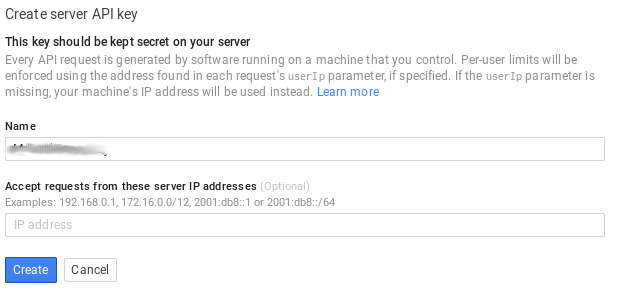 Create server API key
This key should be kept secret on your server
Every API request is generated by software running on a machine that you control. Per-user limits will be
enforced using the address found in each request's userIp parameter, if specified. If the userIp parameter is
missing, your machine's IP address will be used instead. Learn more
Name
Accept requests from these server IP addresses (Optional)
Examples: 192.168.0.1, 172.16.0.0/12, 2001:db8::1 or 2001:db8::/64
IP address
Create Cancel